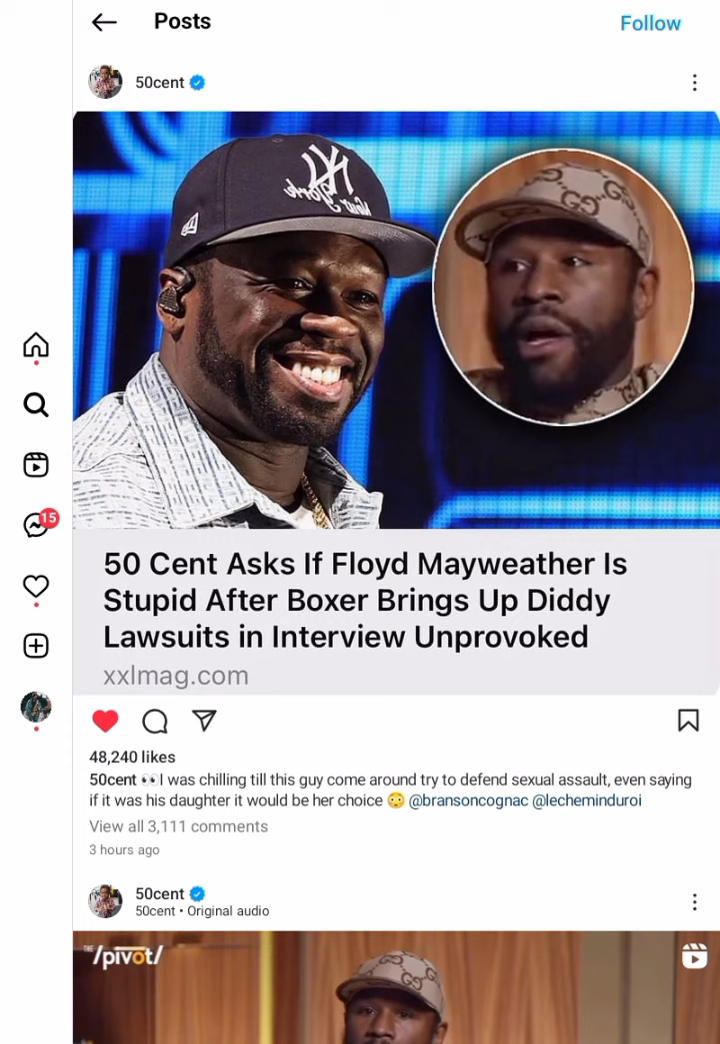 Posts
Follow
50cent
50 Cent Asks If Floyd Mayweather Is
Stupid After Boxer Brings Up Diddy
Lawsuits in Interview Unprovoked
xxlmag.com
15
48,240 likes
50cent 👀I was chilling till this guy come around try to defend sexual assault, even saying
if it was his daughter it would be her choice 😳 @bransoncognac @lecheminduroi
View all 3,111 comments
3 hours ago
50cent
50cent • Original audio
THE /pivot/